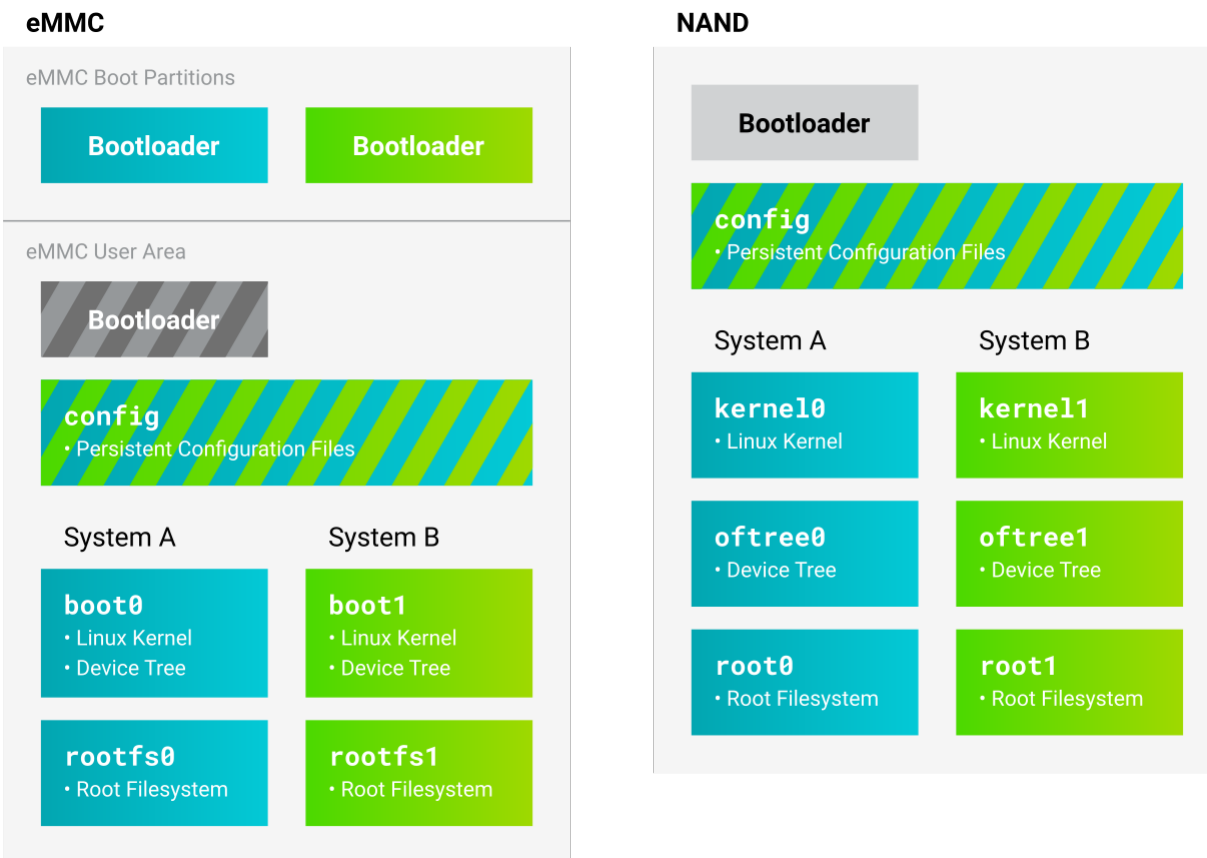 eMMC
eMMC Boot Partitions
Bootloader
Bootloader
eMMC User Area
Bootloader
config
• Persistent Configuration Files
System A
System B
boot0
• Linux Kernel
• Device Tree
boot1
• Linux Kernel
• Device Tree
rootfs0
• Root Filesystem
rootfs1
• Root Filesystem
NAND
Bootloader
config
• Persistent Configuration Files
System A
System B
kernel0
• Linux Kernel
kernel1
• Linux Kernel
oftree0
• Device Tree
oftree1
• Device Tree
root0
• Root Filesystem
root1
• Root Filesystem